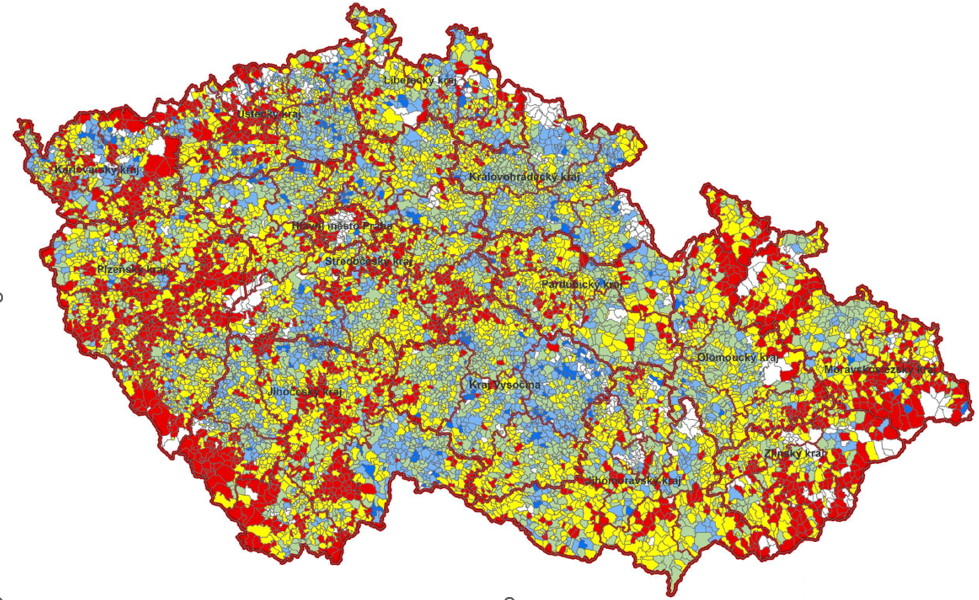 Liberecký kraj
Ústecký kraj
Karlovarský kraj
Královohradecký kraj
Hlavní město Praha
Středočeský kraj
Plzeňský kraj
Pardubický kraj
Olomoucký kraj
Moravskoslezský kraj
Kraj Vysočina
Jihočeský kraj
Zlínský kraj
Jihomoravský kraj